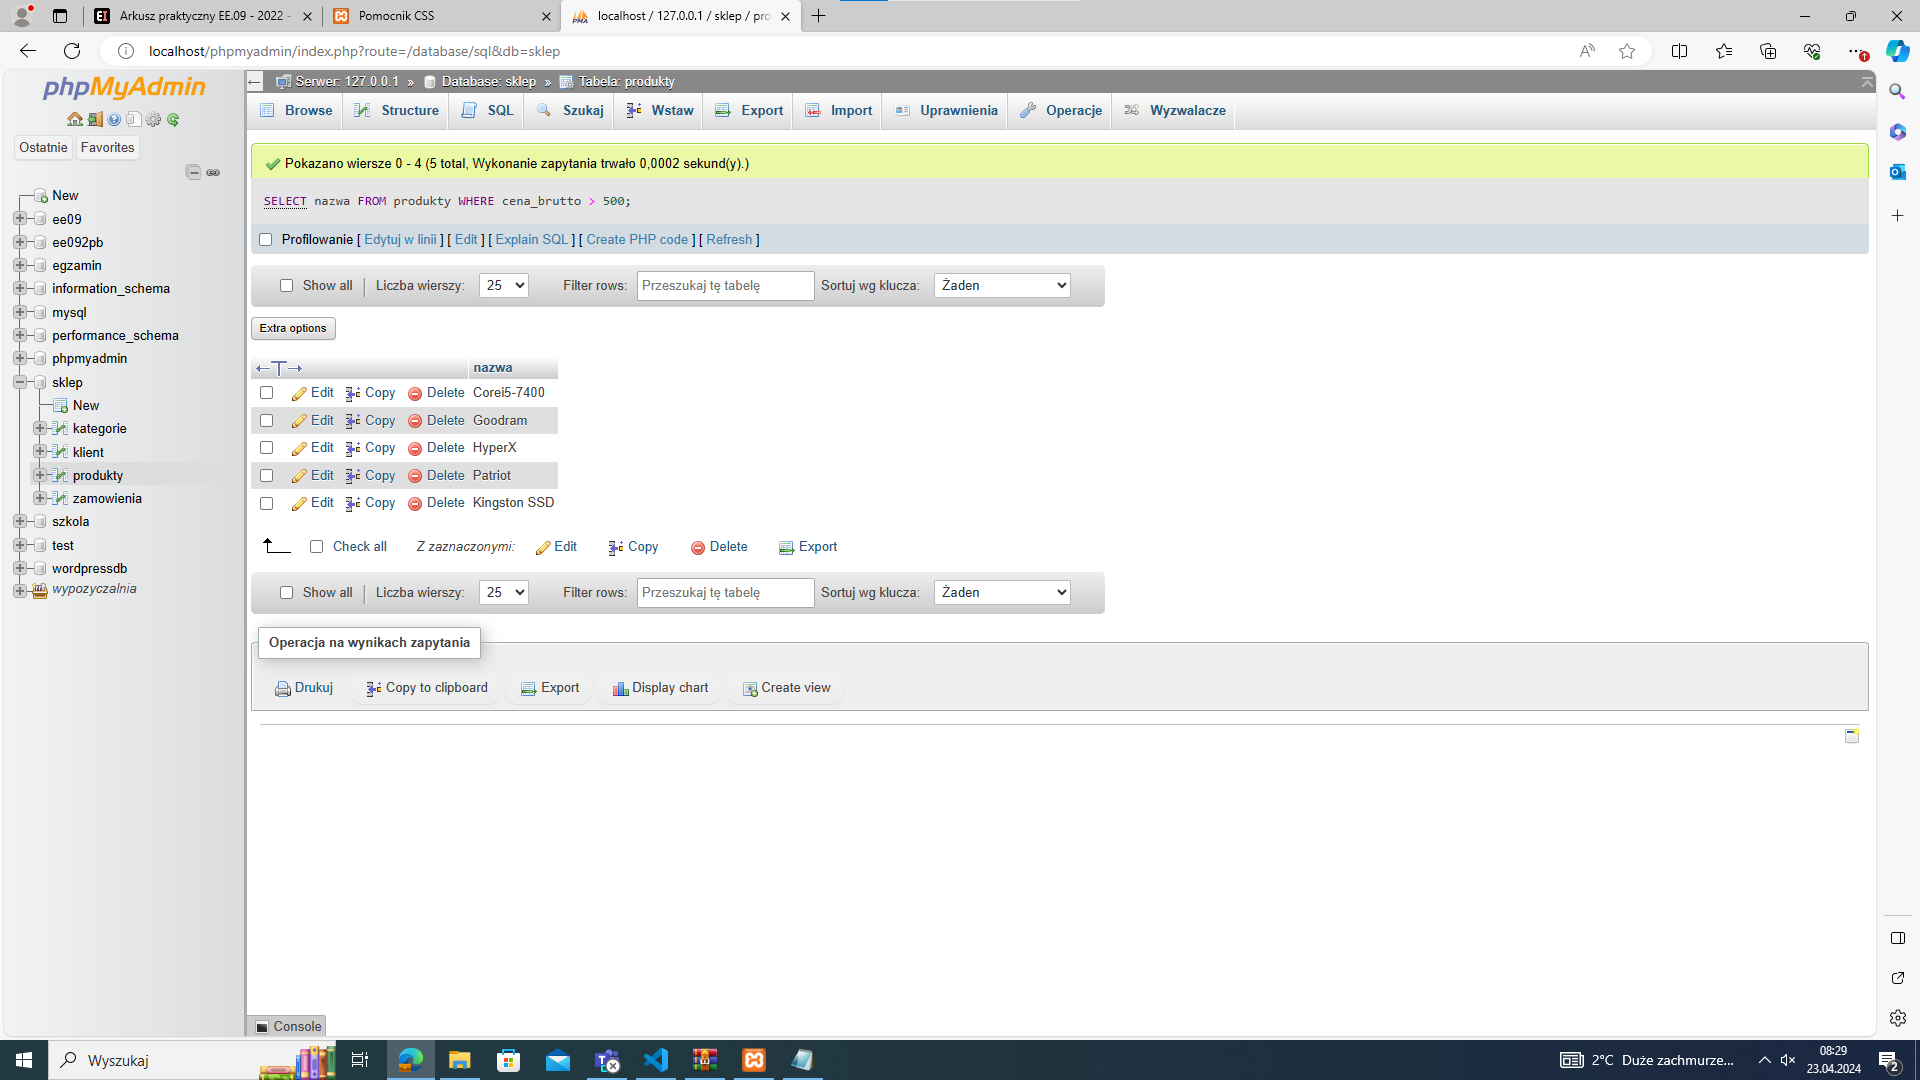 Arkusz praktyczny EE.09 - 2022 -
Pomocnik CSS
localhost / 127.0.0.1 / sklep / pro
localhost/phpmyadmin/index.php?route=/database/sql&db=sklep
phpMyAdmin
Ostatnie Favorites
New
ee09
ee092pb
egzamin
information_schema
mysql
performance_schema
phpmyadmin
sklep
New
kategorie
klient
produkty
zamowienia
szkola
test
wordpressdb
wypozyczalnia
Serwer: 127.0.0.1 » Database: sklep » Tabela: produkty
Browse Structure SQL Szukaj Wstaw Export Import Uprawnienia Operacje Wyzwalacze
Pokazano wiersze 0 - 4 (5 total, Wykonanie zapytania trwało 0,0002 sekund(y).)
SELECT nazwa FROM produkty WHERE cena_brutto > 500;
Profilowanie [ Edytuj w linii ] [ Edit ] [ Explain SQL ] [ Create PHP code ] [ Refresh ]
Show all Liczba wierszy: 25 Filter rows: Przeszukaj tę tabelę Sortuj wg klucza: Żaden
Extra options
←T→ nazwa
Edit Copy Delete Corei5-7400
Edit Copy Delete Goodram
Edit Copy Delete HyperX
Edit Copy Delete Patriot
Edit Copy Delete Kingston SSD
Check all Z zaznaczonymi: Edit Copy Delete Export
Show all Liczba wierszy: 25 Filter rows: Przeszukaj tę tabelę Sortuj wg klucza: Żaden
Operacja na wynikach zapytania
Drukuj Copy to clipboard Export Display chart Create view
Console
Wyszukaj
2°C Duże zachmurze...
08:29
23.04.2024
2